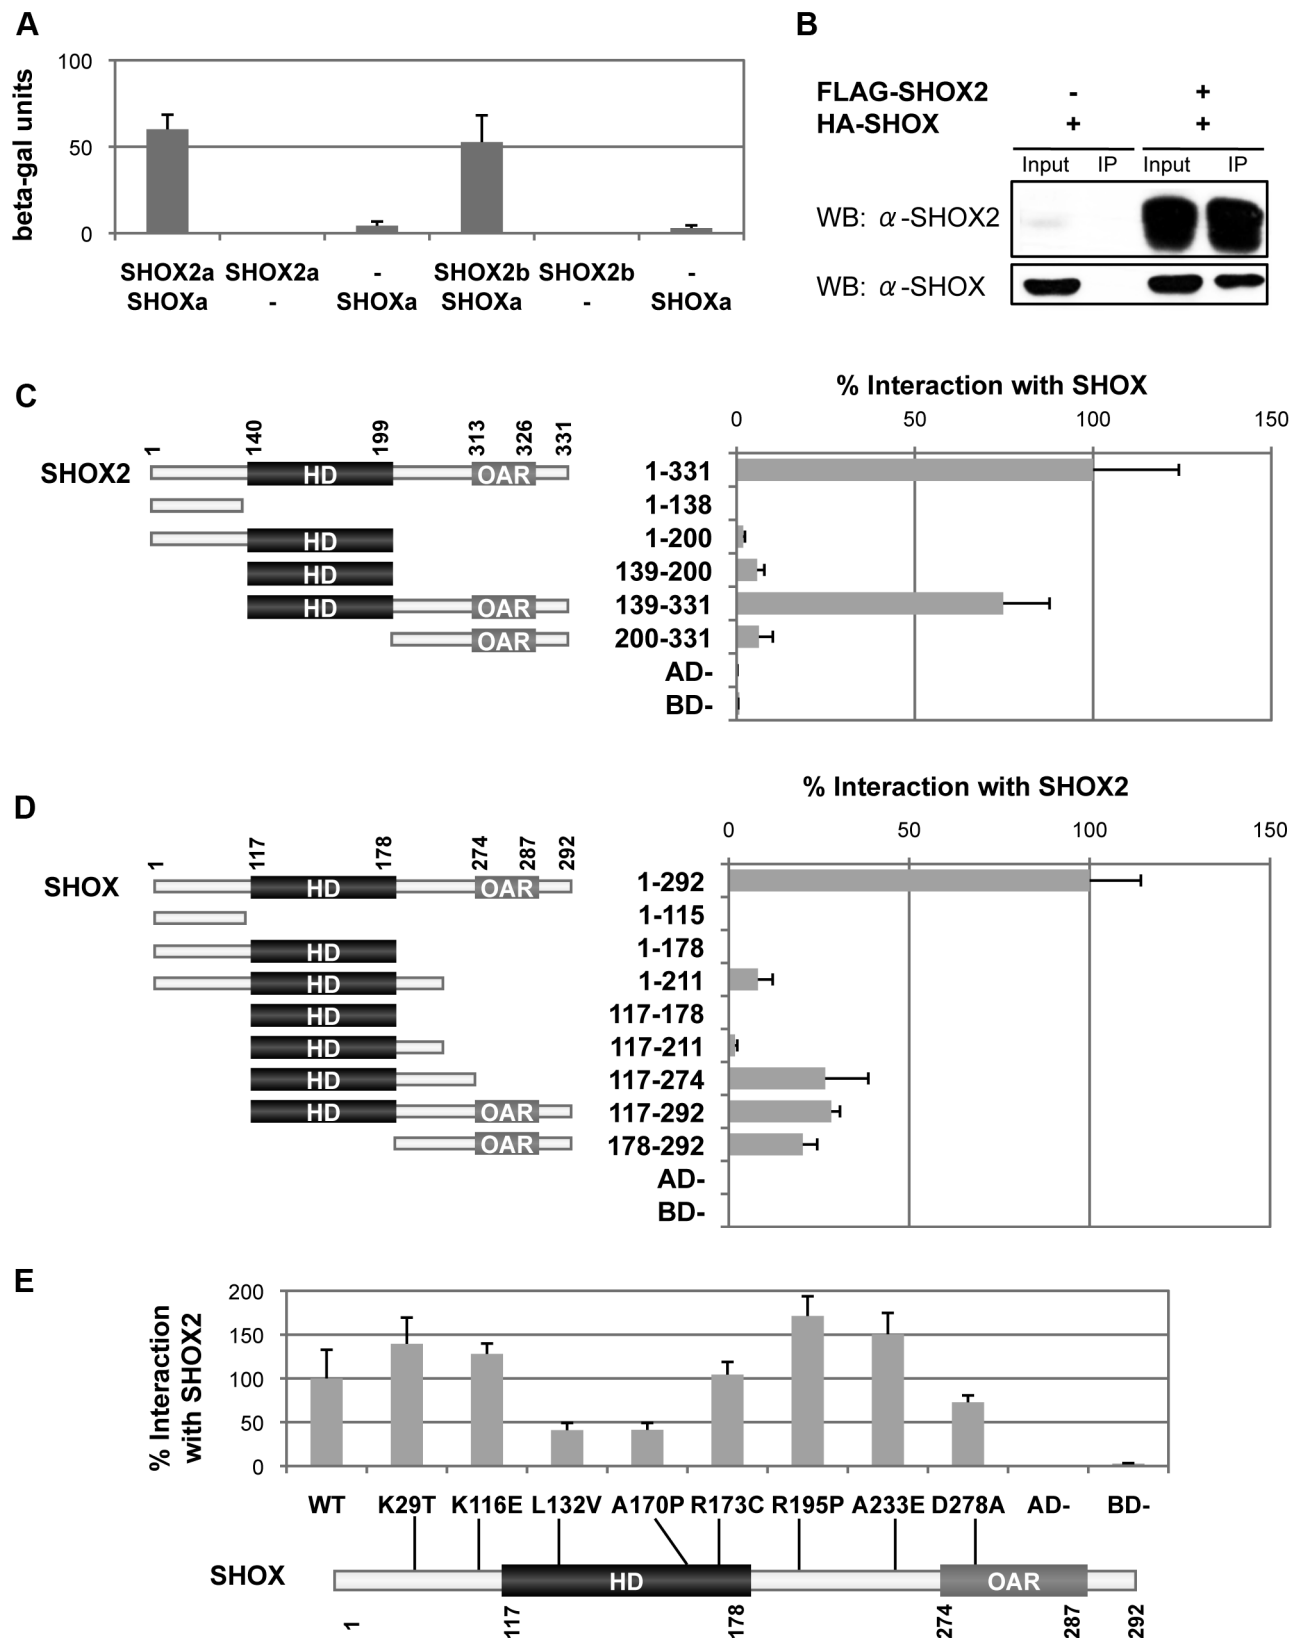 A
beta-gal units
100
50
0
SHOX2a SHOX2a - SHOX2b SHOX2b -
SHOXa - SHOXa SHOXa - SHOXa
B
FLAG-SHOX2 - +
HA-SHOX + +
Input IP Input IP
WB: α-SHOX2
WB: α-SHOX
C
% Interaction with SHOX
0 50 100 150
1 140 199 313 326 331
SHOX2 HD OAR 1-331
1-138
HD 1-200
HD 139-200
HD OAR 139-331
OAR 200-331
AD-
BD-
D
% Interaction with SHOX2
0 50 100 150
1 117 178 274 287 292
SHOX HD OAR 1-292
1-115
HD 1-178
HD 1-211
HD 117-178
HD 117-211
HD 117-274
HD OAR 117-292
OAR 178-292
AD-
BD-
E
% Interaction
with SHOX2
200
150
100
50
0
WT K29T K116E L132V A170P R173C R195P A233E D278A AD- BD-
SHOX HD OAR
1 117 178 274 287 292